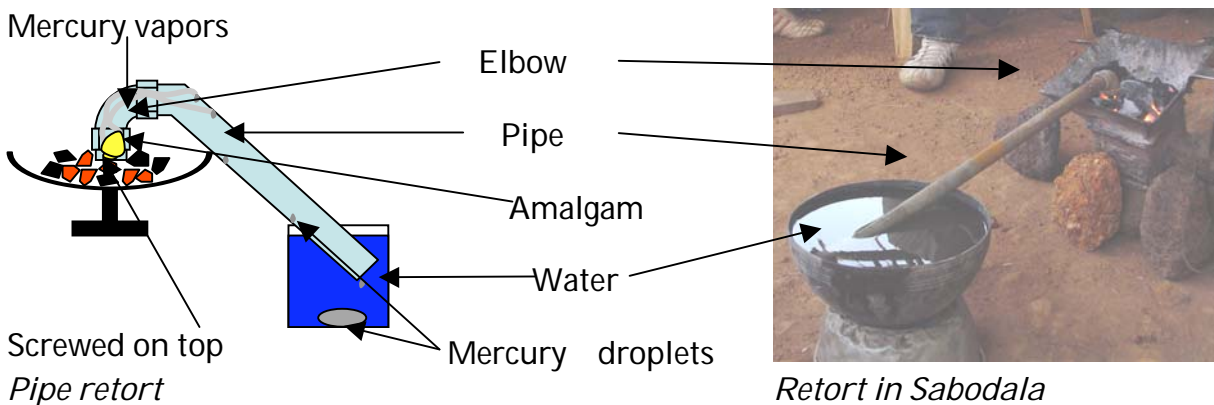 Mercury vapors
Elbow
Pipe
Amalgam
Water
Screwed on top
Mercury droplets
Pipe retort
Retort in Sabodala